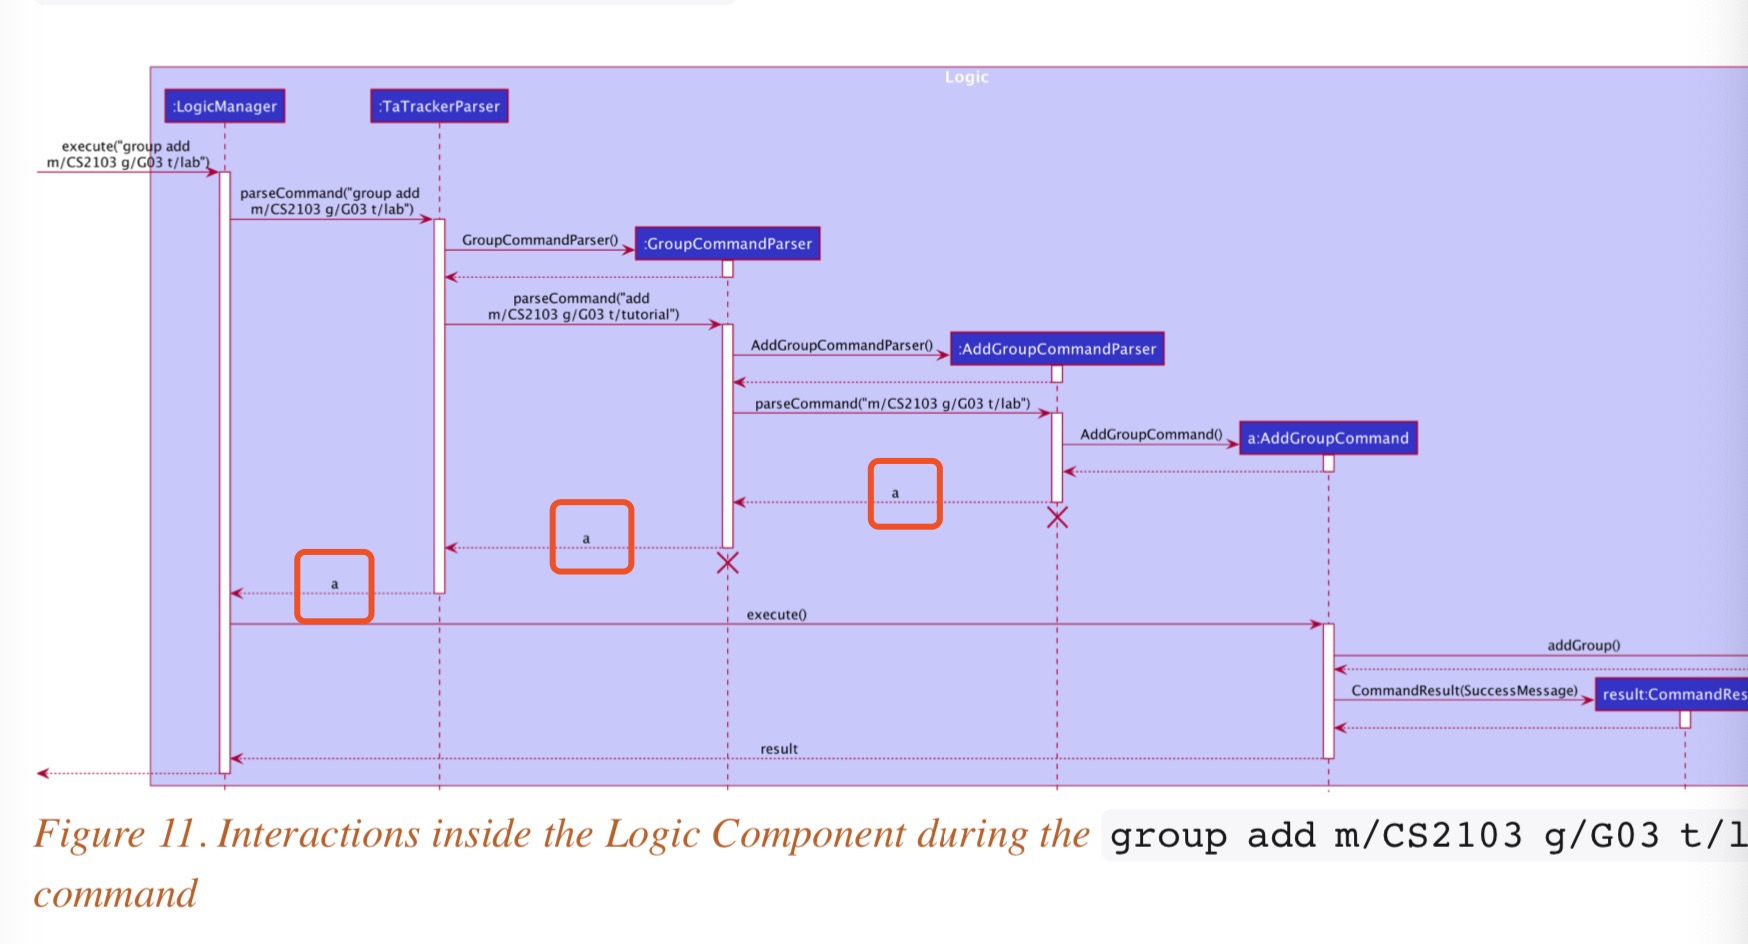 Logic
:LogicManager
:TaTrackerParser
execute("group add
m/CS2103 g/G03 t/lab")
parseCommand("group add
m/CS2103 g/G03 t/lab")
GroupCommandParser()
:GroupCommandParser
parseCommand("add
m/CS2103 g/G03 t/tutorial")
AddGroupCommandParser()
:AddGroupCommandParser
parseCommand("m/CS2103 g/G03 t/lab")
AddGroupCommand()
a:AddGroupCommand
a
a
a
execute()
addGroup()
CommandResult(SuccessMessage)
result:CommandRes
result
Figure 11. Interactions inside the Logic Component during the group add m/CS2103 g/G03 t/l
command